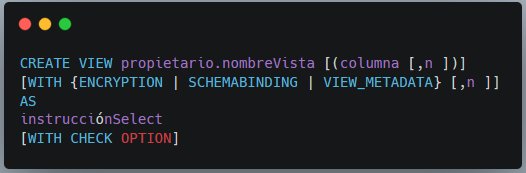 CREATE VIEW propietario.nombreVista [(columna [,n ])]
[WITH {ENCRYPTION | SCHEMABINDING | VIEW_METADATA} [,n ]]
AS
instrucciónSelect
[WITH CHECK OPTION]